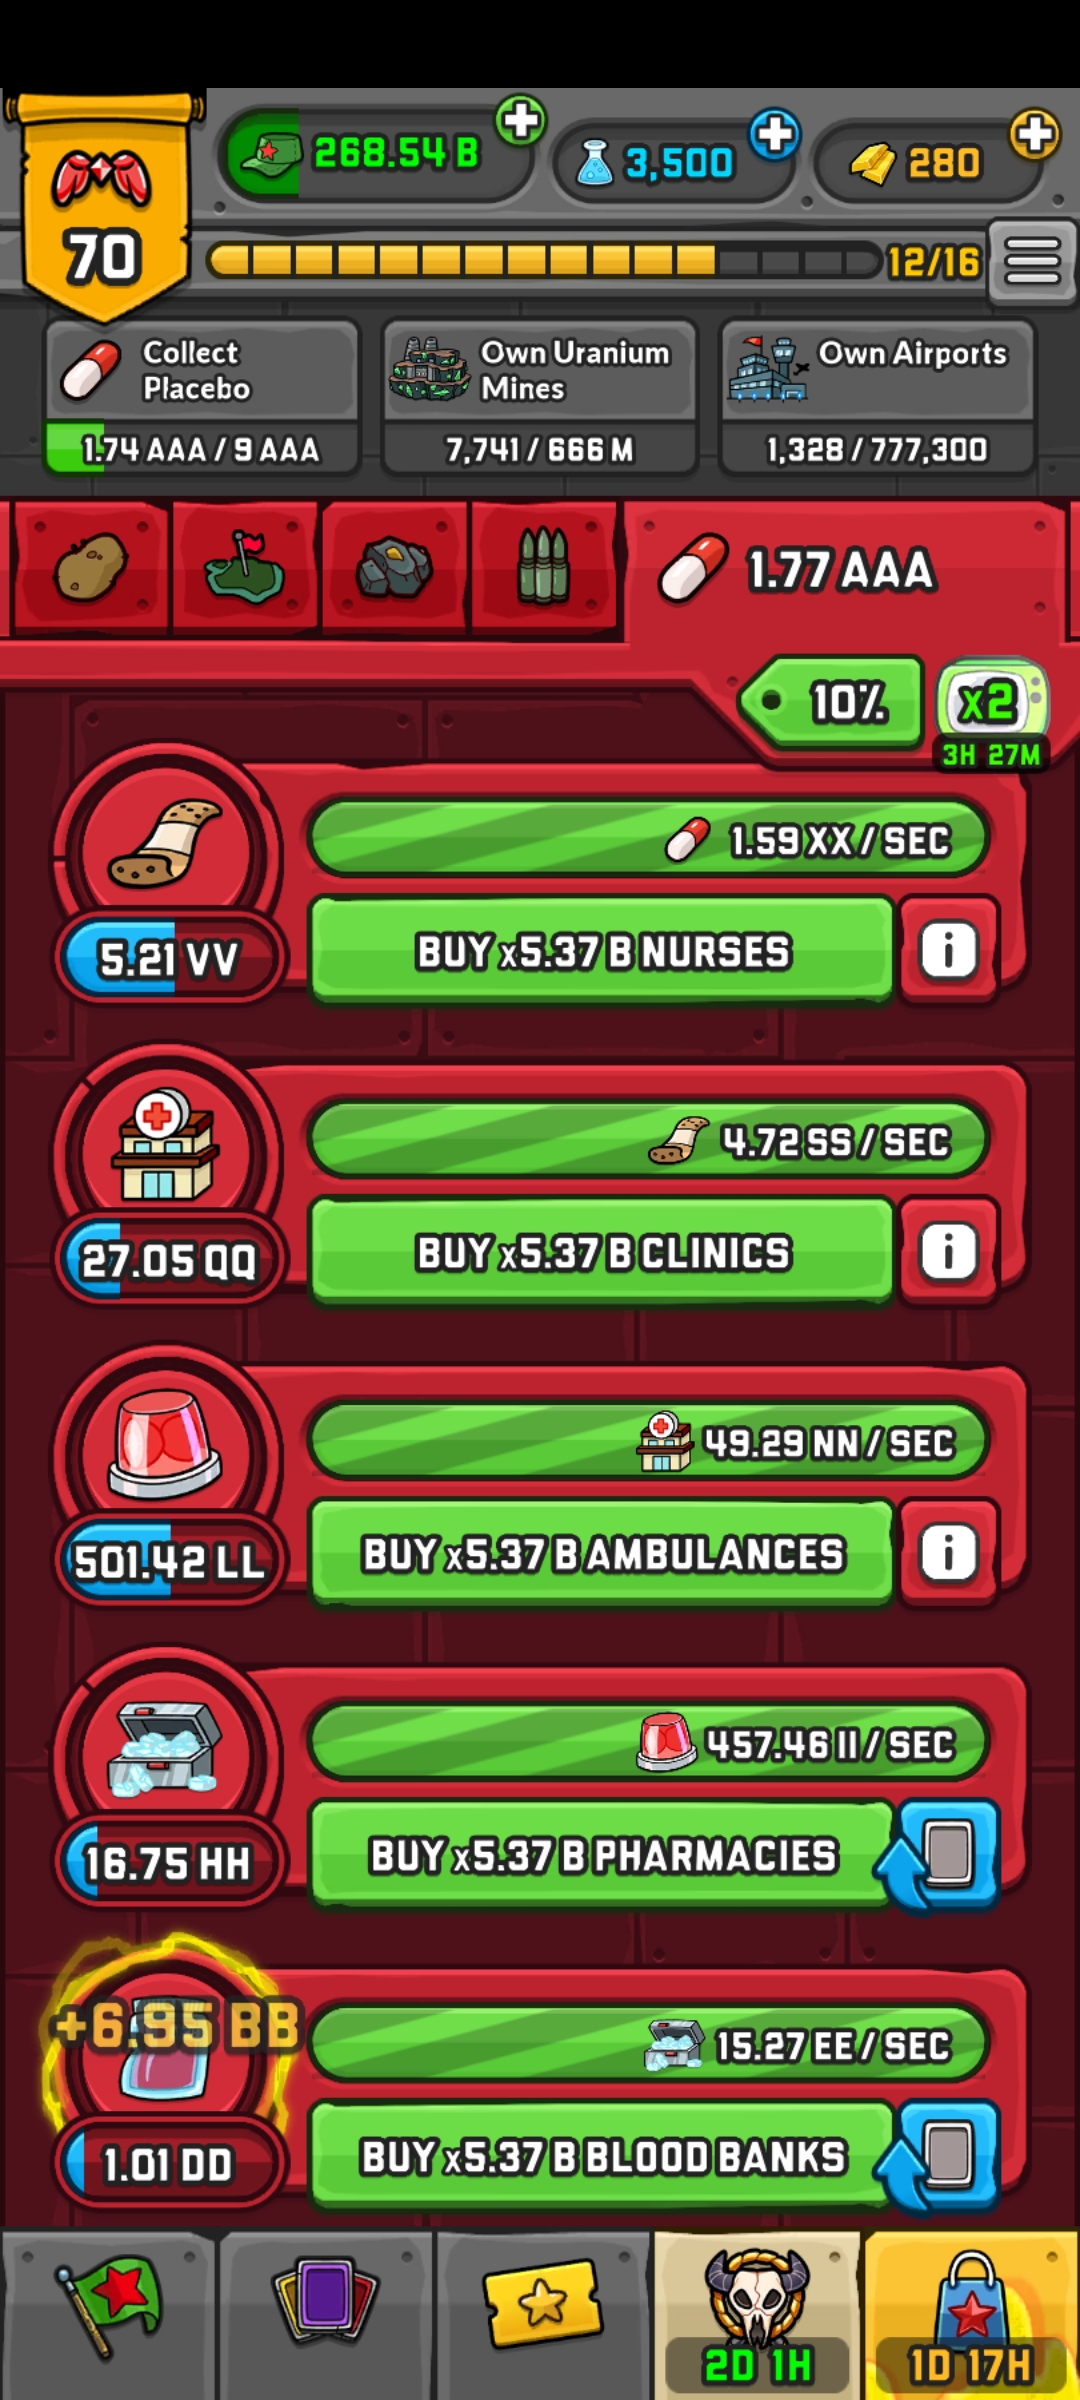 70
268.54 B
3,500
280
12/16
Collect
Placebo
1.74 AAA / 9 AAA
Own Uranium
Mines
7,741 / 666 M
Own Airports
1,328 / 777,300
1.77 AAA
10%
x2
3H 27M
1.59 XX / SEC
5.21 VV
BUY x5.37 B NURSES
i
4.72 SS / SEC
27.05 QQ
BUY x5.37 B CLINICS
i
49.29 NN / SEC
501.42 LL
BUY x5.37 B AMBULANCES
i
457.46 II / SEC
16.75 HH
BUY x5.37 B PHARMACIES
+6.95 BB
15.27 EE / SEC
1.01 DD
BUY x5.37 B BLOOD BANKS
2D 1H
1D 17H